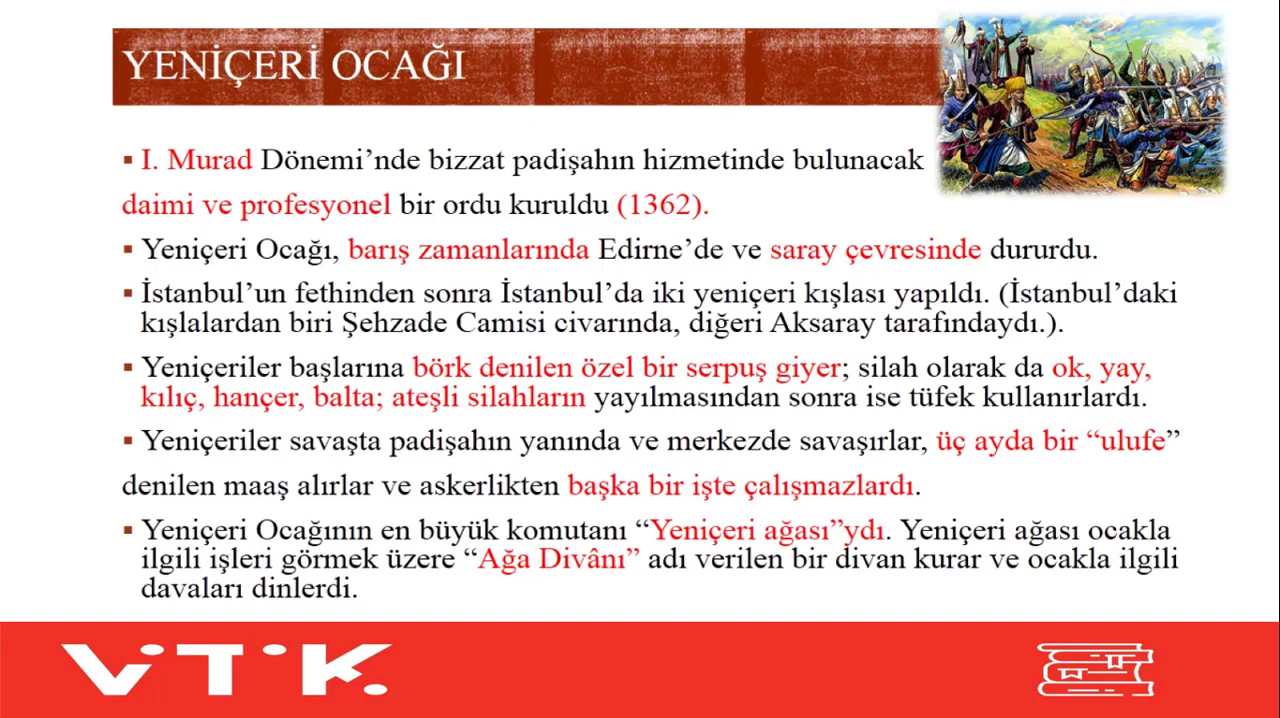 YENİÇERİ OCAĞI
▪ I. Murad Dönemi’nde bizzat padişahın hizmetinde bulunacak
daimi ve profesyonel bir ordu kuruldu (1362).
▪ Yeniçeri Ocağı, barış zamanlarında Edirne’de ve saray çevresinde dururdu.
▪ İstanbul’un fethinden sonra İstanbul’da iki yeniçeri kışlası yapıldı. (İstanbul’daki
kışlalardan biri Şehzade Camisi civarında, diğeri Aksaray tarafındaydı.).
▪ Yeniçeriler başlarına börk denilen özel bir serpuş giyer; silah olarak da ok, yay,
kılıç, hançer, balta; ateşli silahların yayılmasından sonra ise tüfek kullanırlardı.
▪ Yeniçeriler savaşta padişahın yanında ve merkezde savaşırlar, üç ayda bir “ulufe”
denilen maaş alırlar ve askerlikten başka bir işte çalışmazlardı.
▪ Yeniçeri Ocağının en büyük komutanı “Yeniçeri ağası”ydı. Yeniçeri ağası ocakla
ilgili işleri görmek üzere “Ağa Divânı” adı verilen bir divan kurar ve ocakla ilgili
davaları dinlerdi.
ViTiK.